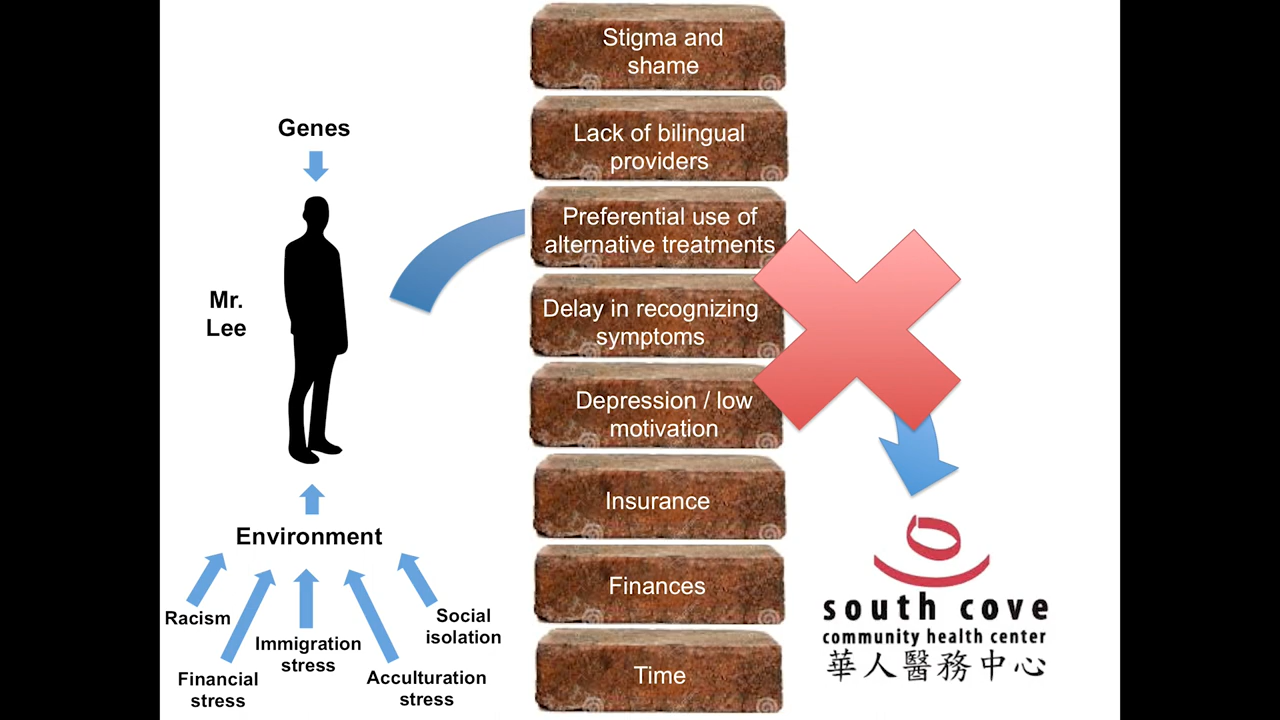 Genes
Mr.
Lee
Environment
Racism
Financial
stress
Immigration
stress
Acculturation
stress
Social
isolation
Stigma and
shame
Lack of bilingual
providers
Preferential use of
alternative treatments
Delay in recognizing
symptoms
Depression / low
motivation
Insurance
Finances
Time
south cove
community health center
華人醫務中心